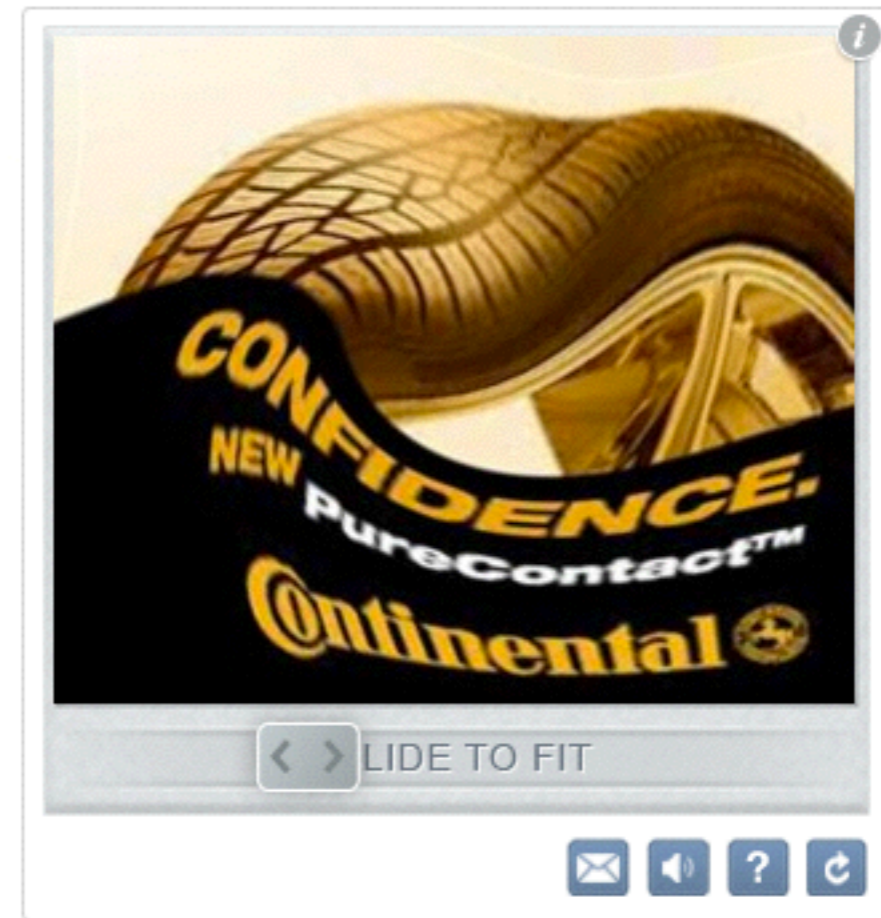 CONFIDENCE.
NEW
PureContact™
Continental
LIDE TO FIT